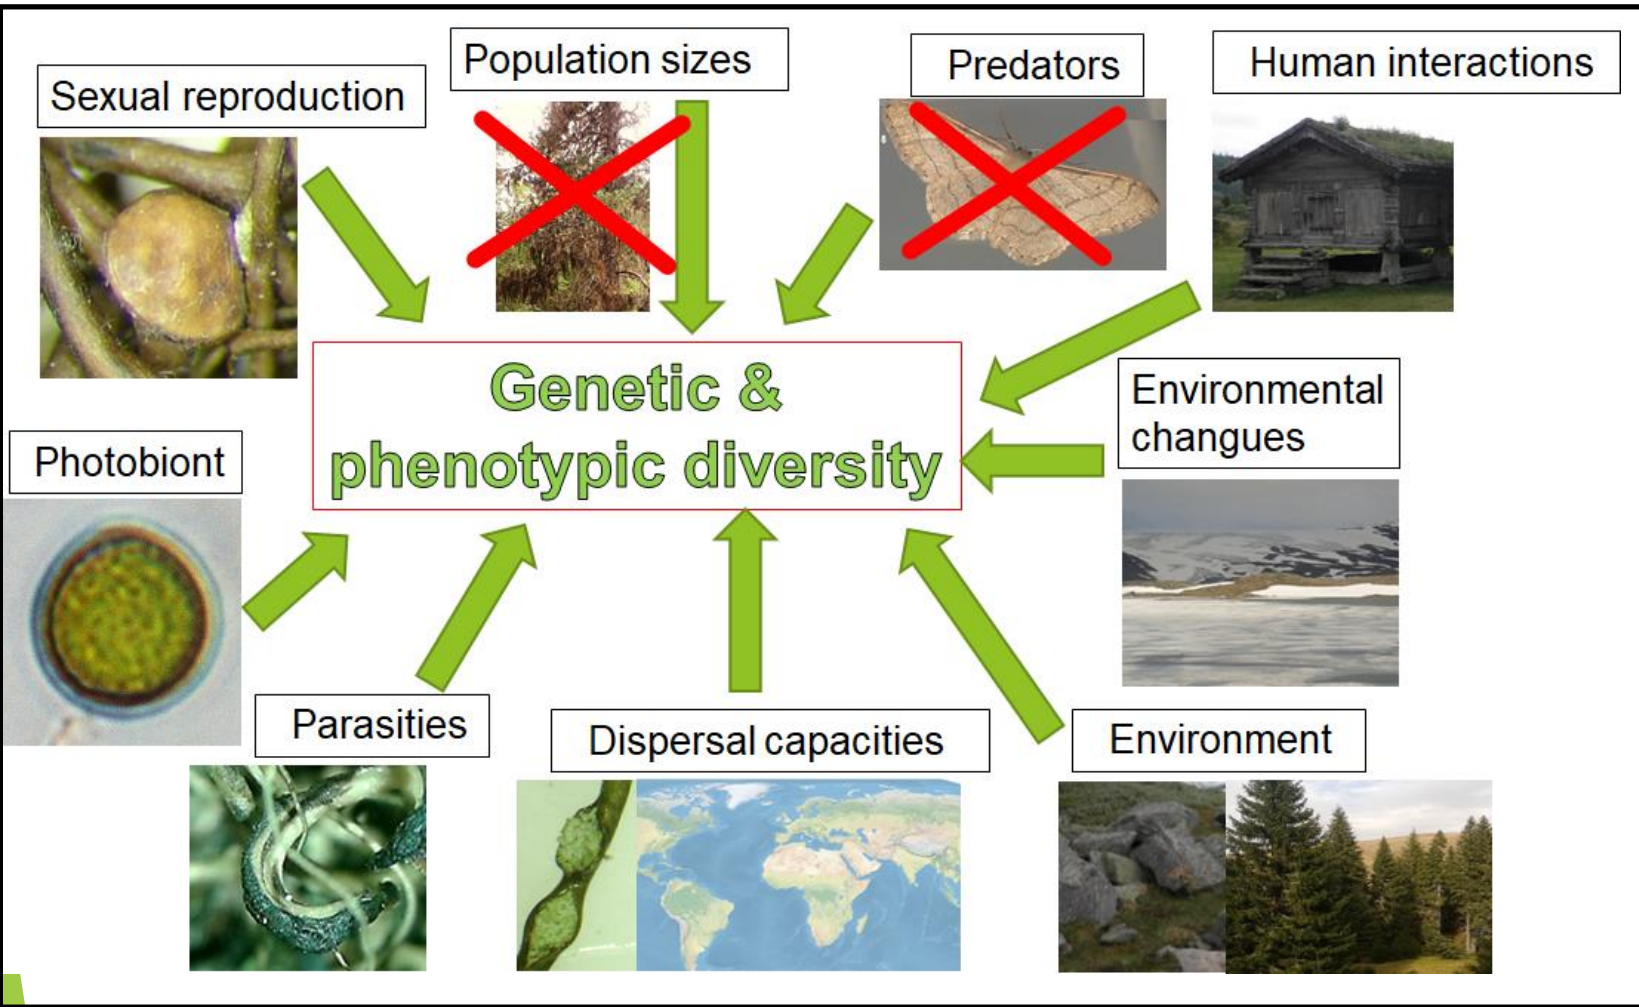 Population sizes
Predators
Human interactions
Sexual reproduction
Genetic &
phenotypic diversity
Environmental
changues
Photobiont
Parasities
Dispersal capacities
Environment